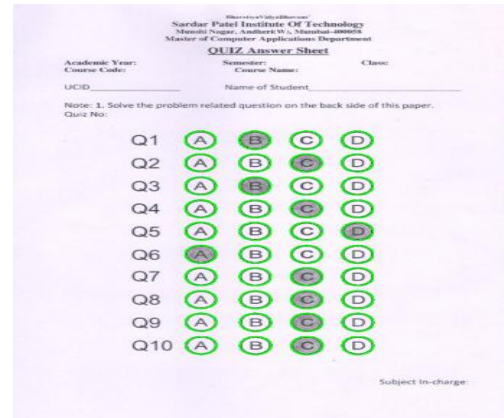 BharatiyaVidyaBhavans'
Sardar Patel Institute Of Technology
Munshi Nagar, Andheri(W), Mumbai-400058
Master of Computer Applications Department
QUIZ Answer Sheet
Academic Year: Semester: Class:
Course Code: Course Name:
UCID Name of Student
Note: 1. Solve the problem related question on the back side of this paper.
Quiz No:
Q1 A B C D
Q2 A B C D
Q3 A B C D
Q4 A B C D
Q5 A B C D
Q6 A B C D
Q7 A B C D
Q8 A B C D
Q9 A B C D
Q10 A B C D
Subject In-charge: